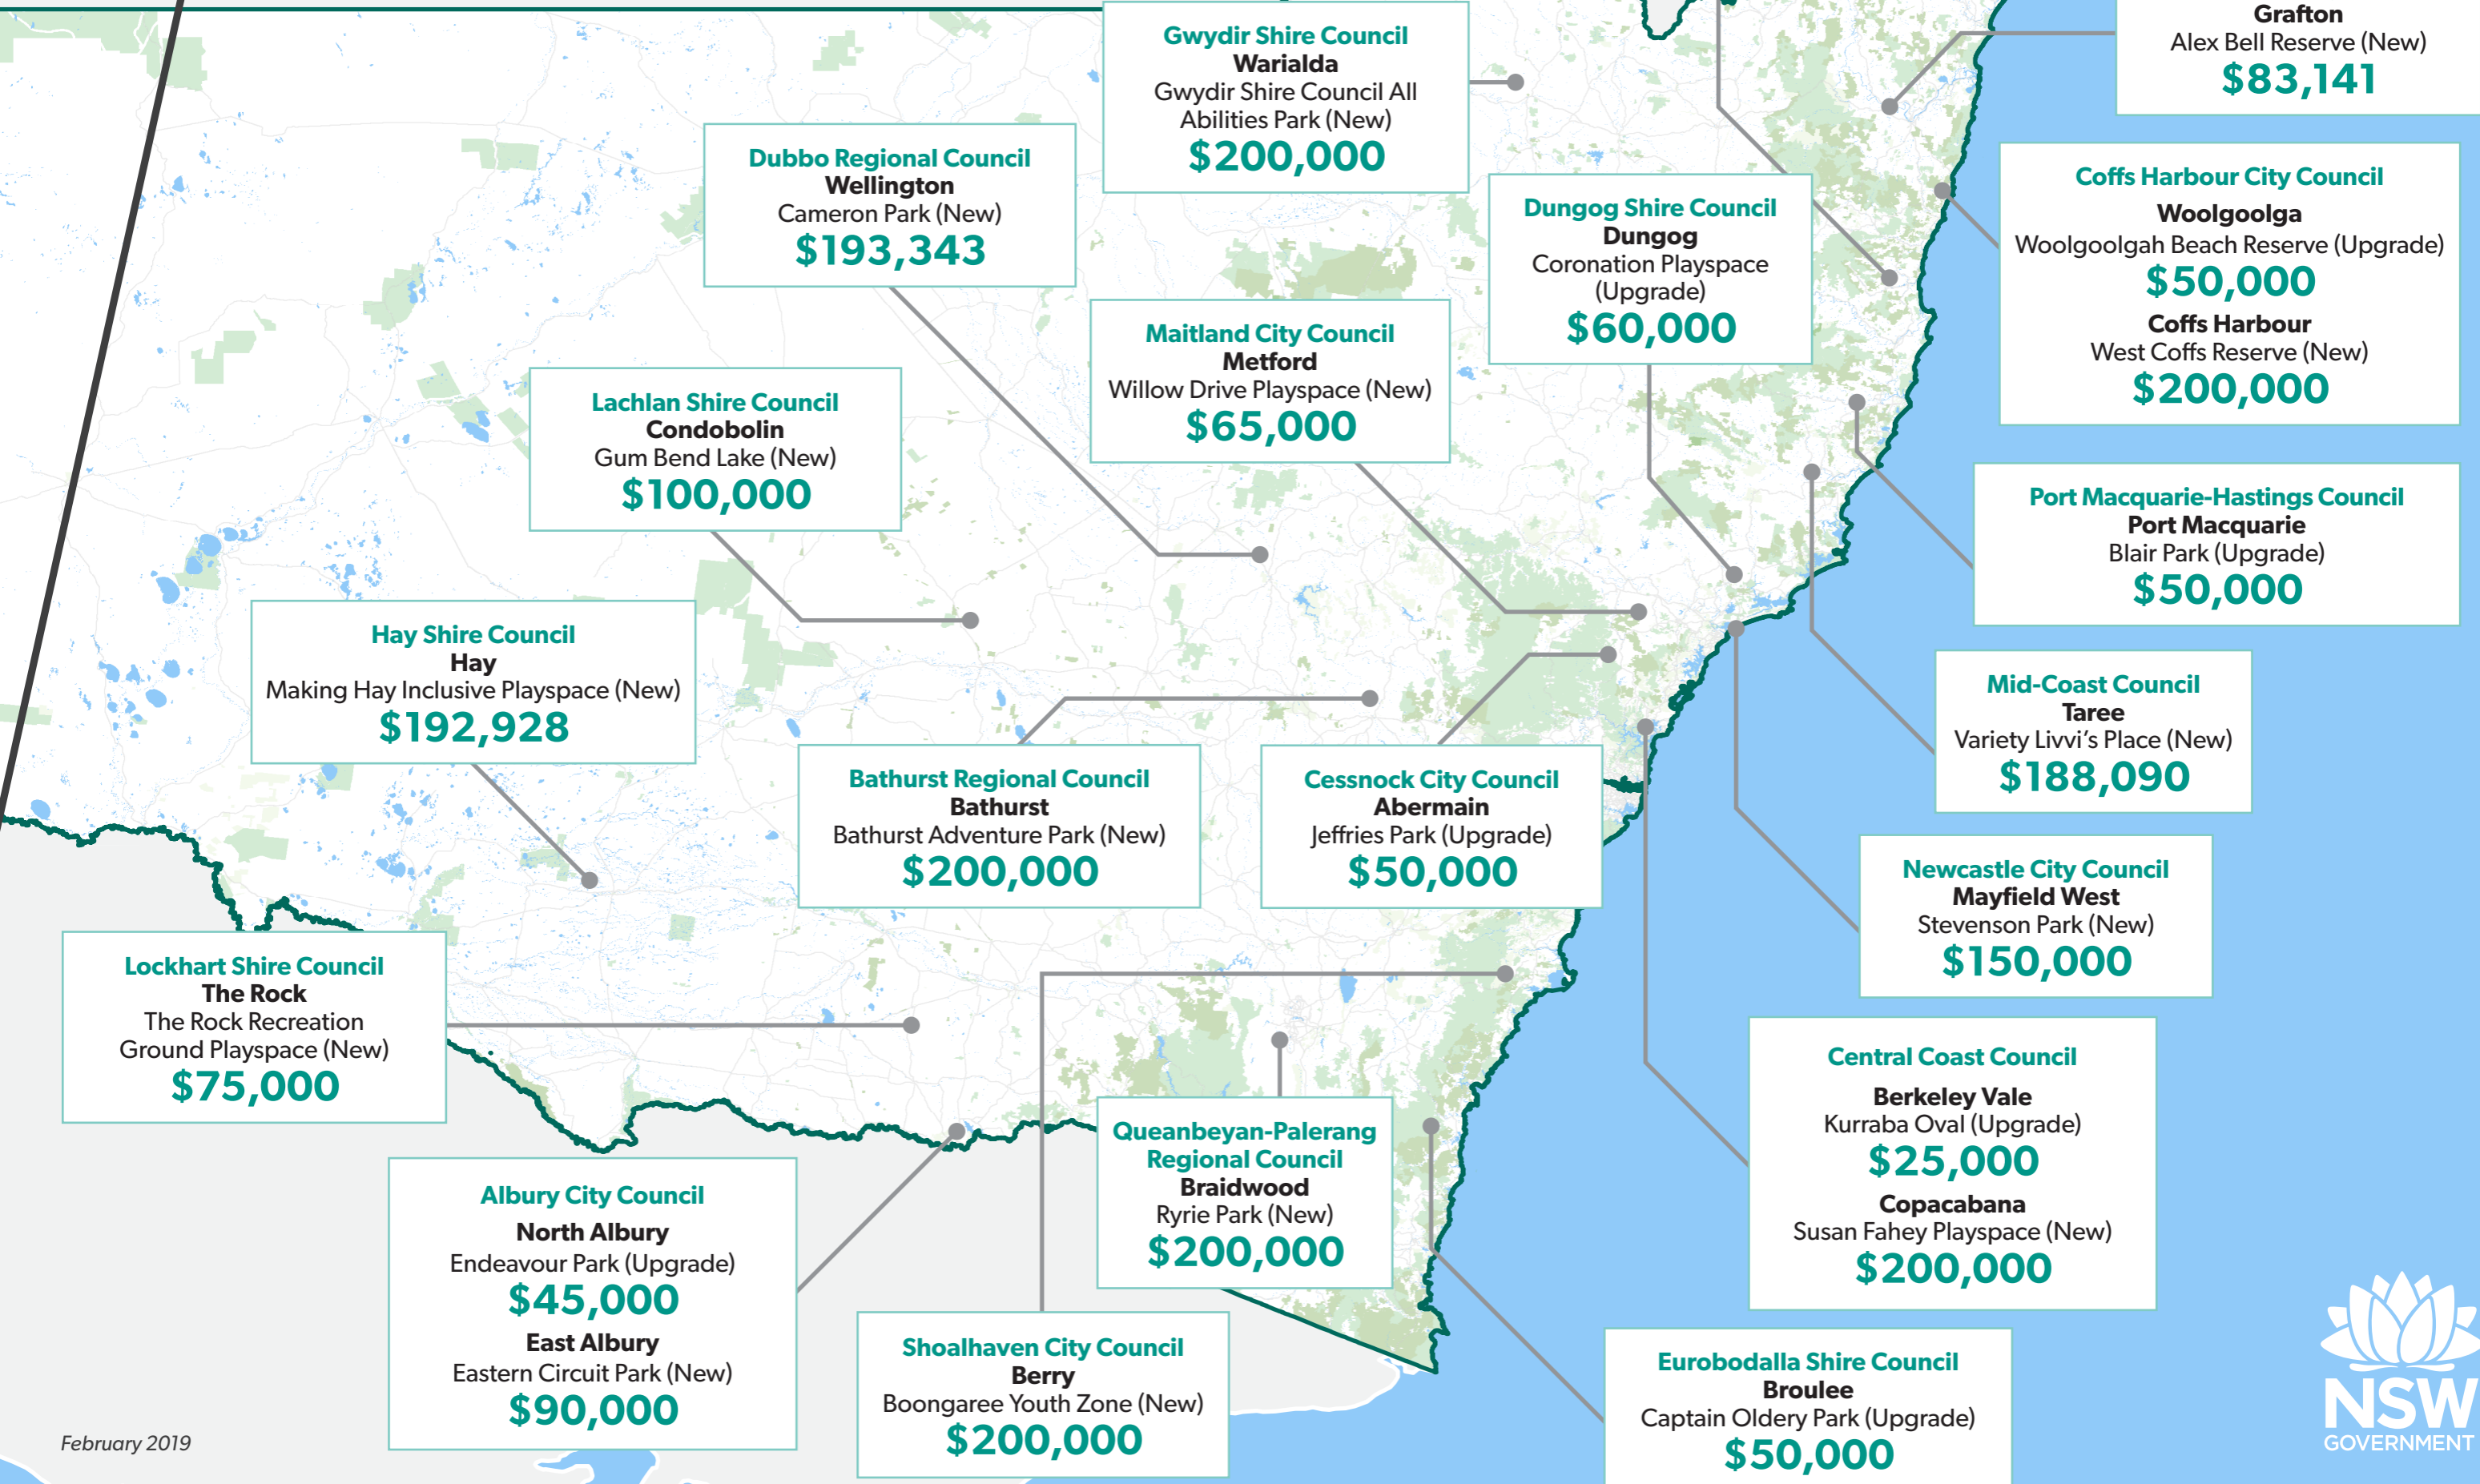 Grafton
Alex Bell Reserve (New)
$83,141
Gwydir Shire Council
Warialda
Gwydir Shire Council All
Abilities Park (New)
$200,000
Dubbo Regional Council
Wellington
Cameron Park (New)
$193,343
Dungog Shire Council
Dungog
Coronation Playspace
(Upgrade)
$60,000
Coffs Harbour City Council
Woolgoolga
Woolgoolgah Beach Reserve (Upgrade)
$50,000
Coffs Harbour
West Coffs Reserve (New)
$200,000
Maitland City Council
Metford
Willow Drive Playspace (New)
$65,000
Lachlan Shire Council
Condobolin
Gum Bend Lake (New)
$100,000
Port Macquarie-Hastings Council
Port Macquarie
Blair Park (Upgrade)
$50,000
Hay Shire Council
Hay
Making Hay Inclusive Playspace (New)
$192,928
Mid-Coast Council
Taree
Variety Livvi's Place (New)
$188,090
Bathurst Regional Council
Bathurst
Bathurst Adventure Park (New)
$200,000
Cessnock City Council
Abermain
Jeffries Park (Upgrade)
$50,000
Newcastle City Council
Mayfield West
Stevenson Park (New)
$150,000
Lockhart Shire Council
The Rock
The Rock Recreation
Ground Playspace (New)
$75,000
Central Coast Council
Berkeley Vale
Kurraba Oval (Upgrade)
$25,000
Copacabana
Susan Fahey Playspace (New)
$200,000
Queanbeyan-Palerang
Regional Council
Braidwood
Ryrie Park (New)
$200,000
Albury City Council
North Albury
Endeavour Park (Upgrade)
$45,000
East Albury
Eastern Circuit Park (New)
$90,000
Shoalhaven City Council
Berry
Boongaree Youth Zone (New)
$200,000
Eurobodalla Shire Council
Broulee
Captain Oldery Park (Upgrade)
$50,000
February 2019
NSW
GOVERNMENT